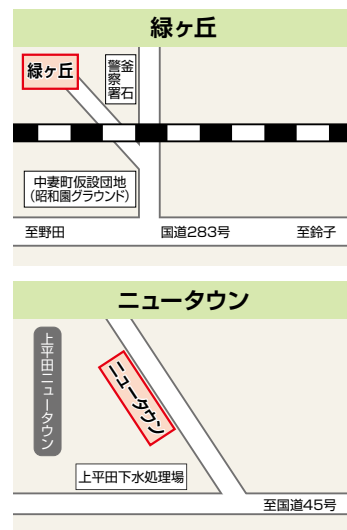 緑ヶ丘
緑ヶ丘
釜石
警察署
中妻町仮設団地
(昭和園グラウンド)
至野田
国道283号
至鈴子
ニュータウン
上平田ニュータウン
ニュータウン
上平田下水処理場
至国道45号